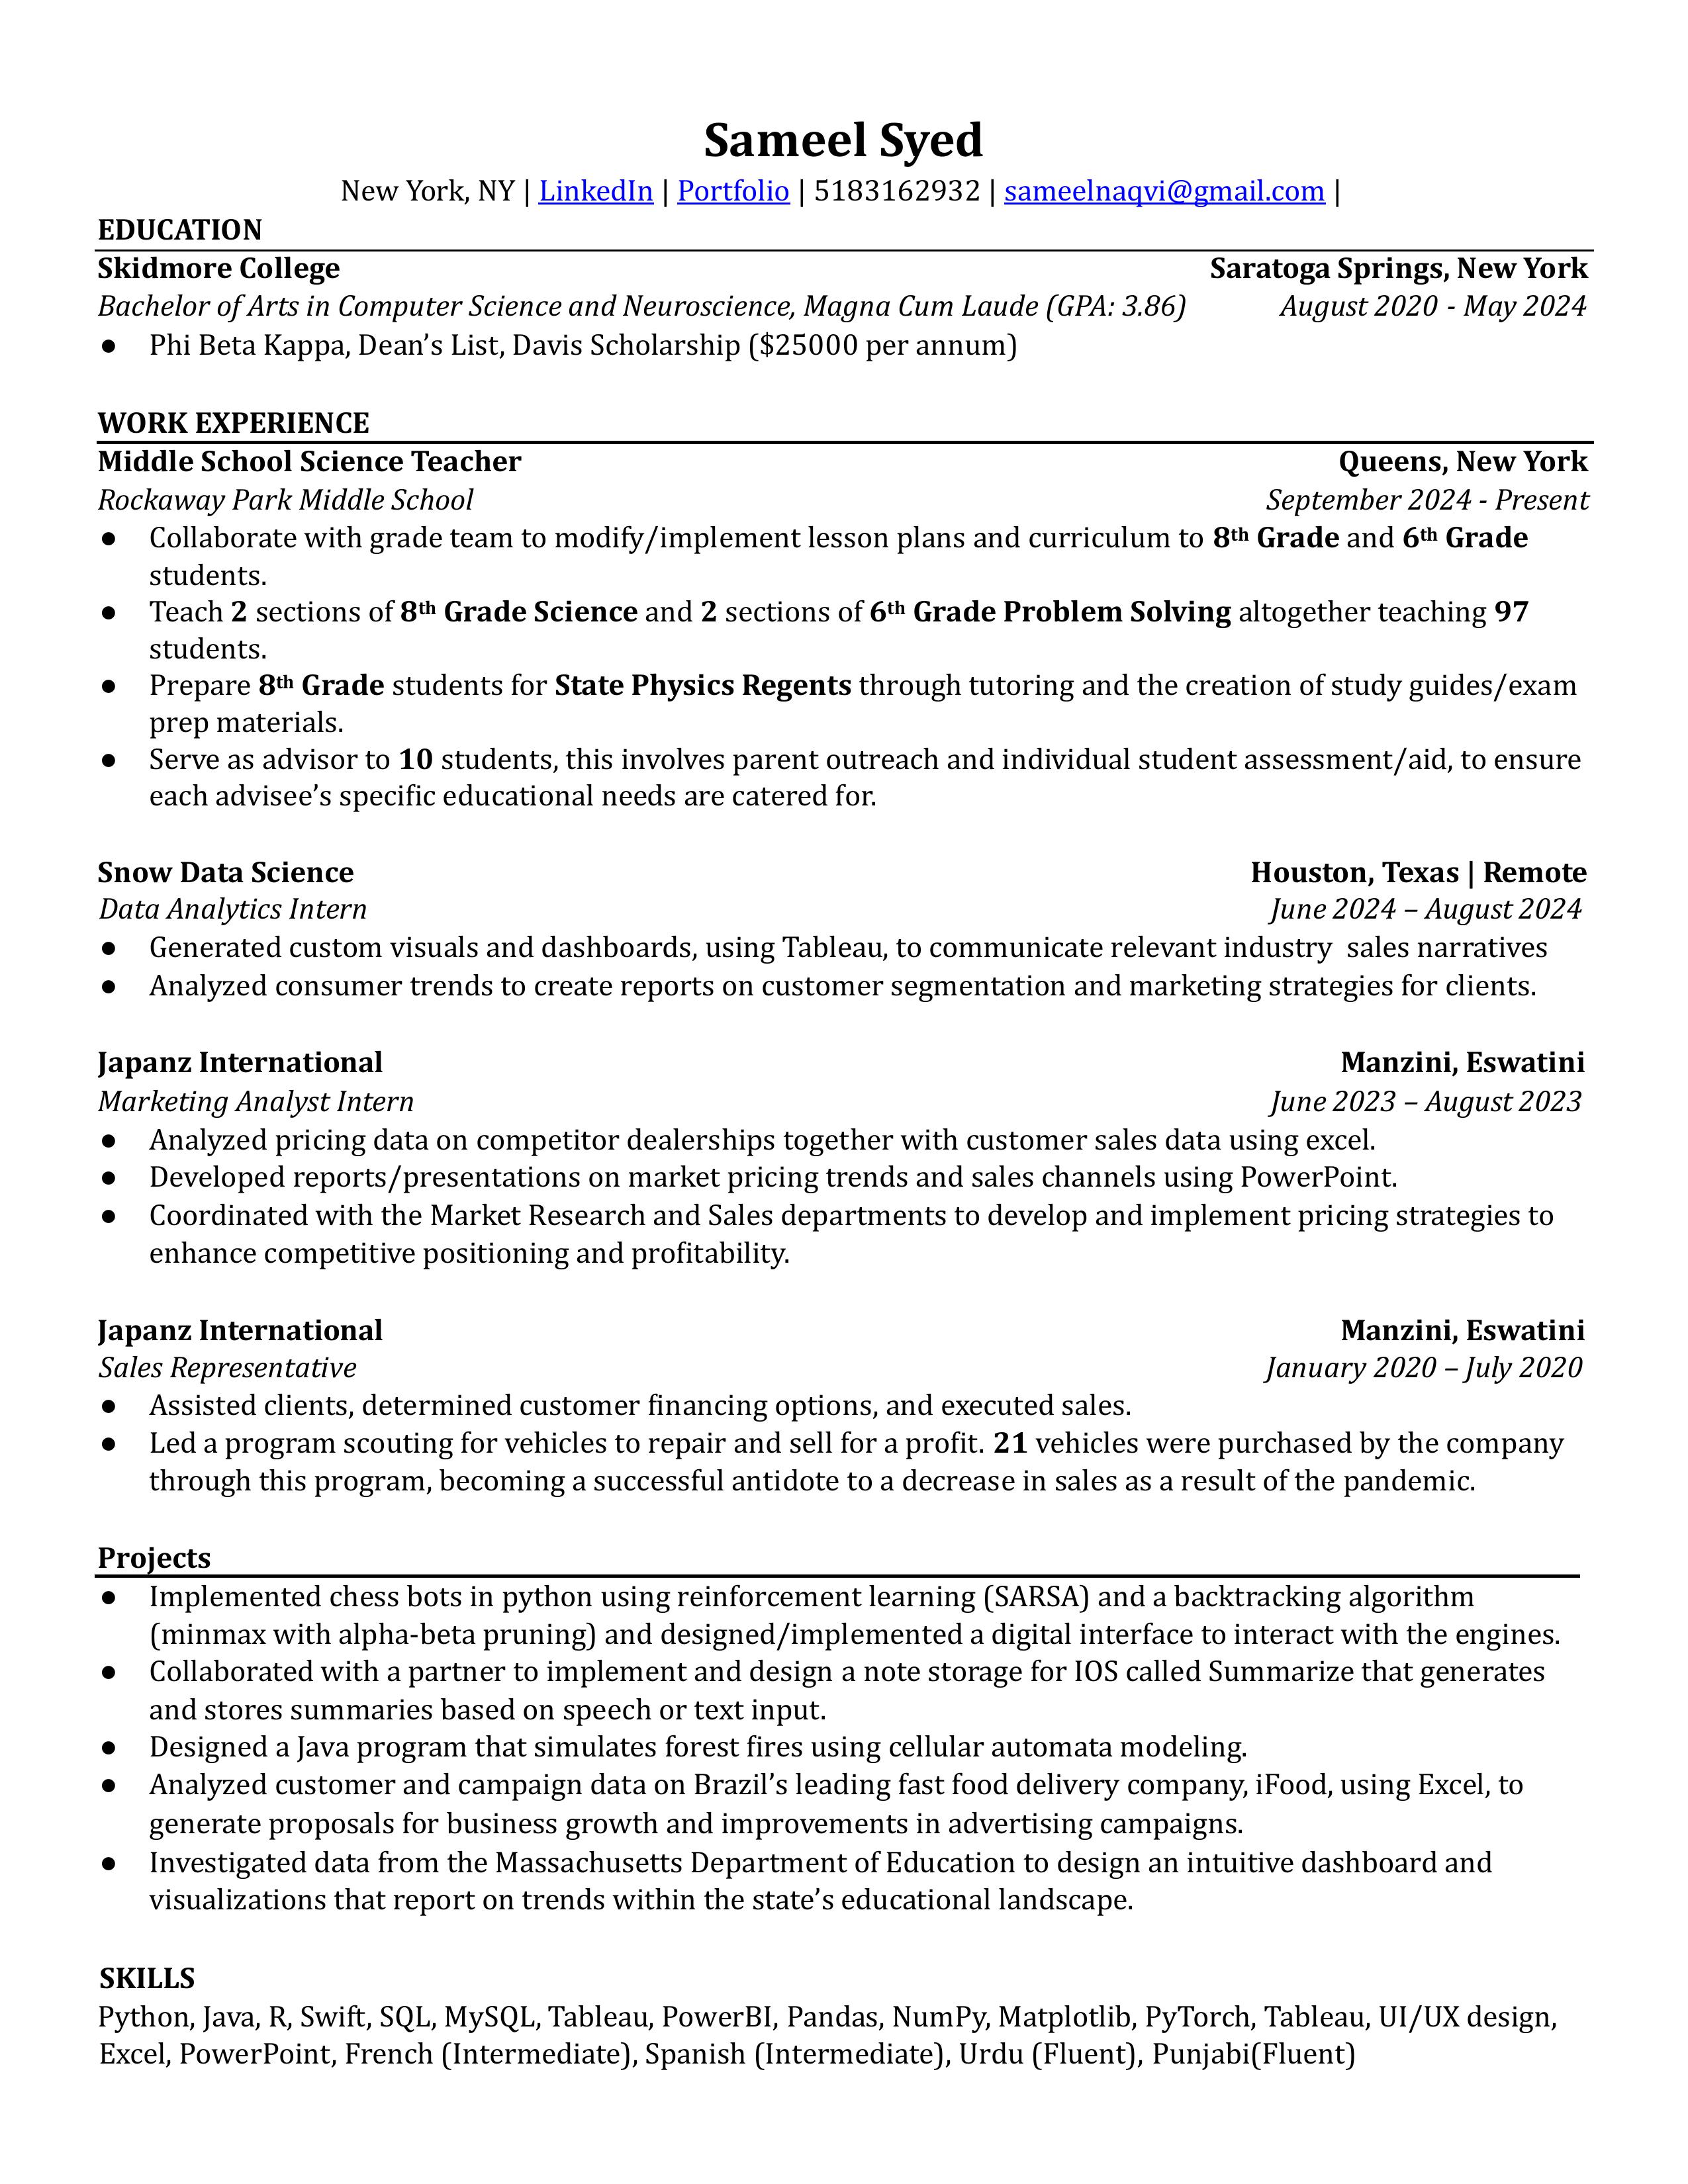 Sameel Syed
New York, NY | LinkedIn | Portfolio | 5183162932 | sameelnaqvi@gmail.com |
EDUCATION
Skidmore College Saratoga Springs, New York
Bachelor of Arts in Computer Science and Neuroscience, Magna Cum Laude (GPA: 3.86) August 2020 - May 2024
● Phi Beta Kappa, Dean’s List, Davis Scholarship ($25000 per annum)
WORK EXPERIENCE
Middle School Science Teacher Queens, New York
Rockaway Park Middle School September 2024 - Present
● Collaborate with grade team to modify/implement lesson plans and curriculum to 8th Grade and 6th Grade
students.
● Teach 2 sections of 8th Grade Science and 2 sections of 6th Grade Problem Solving altogether teaching 97
students.
● Prepare 8th Grade students for State Physics Regents through tutoring and the creation of study guides/exam
prep materials.
● Serve as advisor to 10 students, this involves parent outreach and individual student assessment/aid, to ensure
each advisee’s specific educational needs are catered for.
Snow Data Science Houston, Texas | Remote
Data Analytics Intern June 2024 – August 2024
● Generated custom visuals and dashboards, using Tableau, to communicate relevant industry  sales narratives
● Analyzed consumer trends to create reports on customer segmentation and marketing strategies for clients.
Japanz International Manzini, Eswatini
Marketing Analyst Intern June 2023 – August 2023
● Analyzed pricing data on competitor dealerships together with customer sales data using excel.
● Developed reports/presentations on market pricing trends and sales channels using PowerPoint.
● Coordinated with the Market Research and Sales departments to develop and implement pricing strategies to
enhance competitive positioning and profitability.
Japanz International Manzini, Eswatini
Sales Representative January 2020 – July 2020
● Assisted clients, determined customer financing options, and executed sales.
● Led a program scouting for vehicles to repair and sell for a profit. 21 vehicles were purchased by the company
through this program, becoming a successful antidote to a decrease in sales as a result of the pandemic.
Projects
● Implemented chess bots in python using reinforcement learning (SARSA) and a backtracking algorithm
(minmax with alpha-beta pruning) and designed/implemented a digital interface to interact with the engines.
● Collaborated with a partner to implement and design a note storage for IOS called Summarize that generates
and stores summaries based on speech or text input.
● Designed a Java program that simulates forest fires using cellular automata modeling.
● Analyzed customer and campaign data on Brazil’s leading fast food delivery company, iFood, using Excel, to
generate proposals for business growth and improvements in advertising campaigns.
● Investigated data from the Massachusetts Department of Education to design an intuitive dashboard and
visualizations that report on trends within the state’s educational landscape.
SKILLS
Python, Java, R, Swift, SQL, MySQL, Tableau, PowerBI, Pandas, NumPy, Matplotlib, PyTorch, Tableau, UI/UX design,
Excel, PowerPoint, French (Intermediate), Spanish (Intermediate), Urdu (Fluent), Punjabi(Fluent)